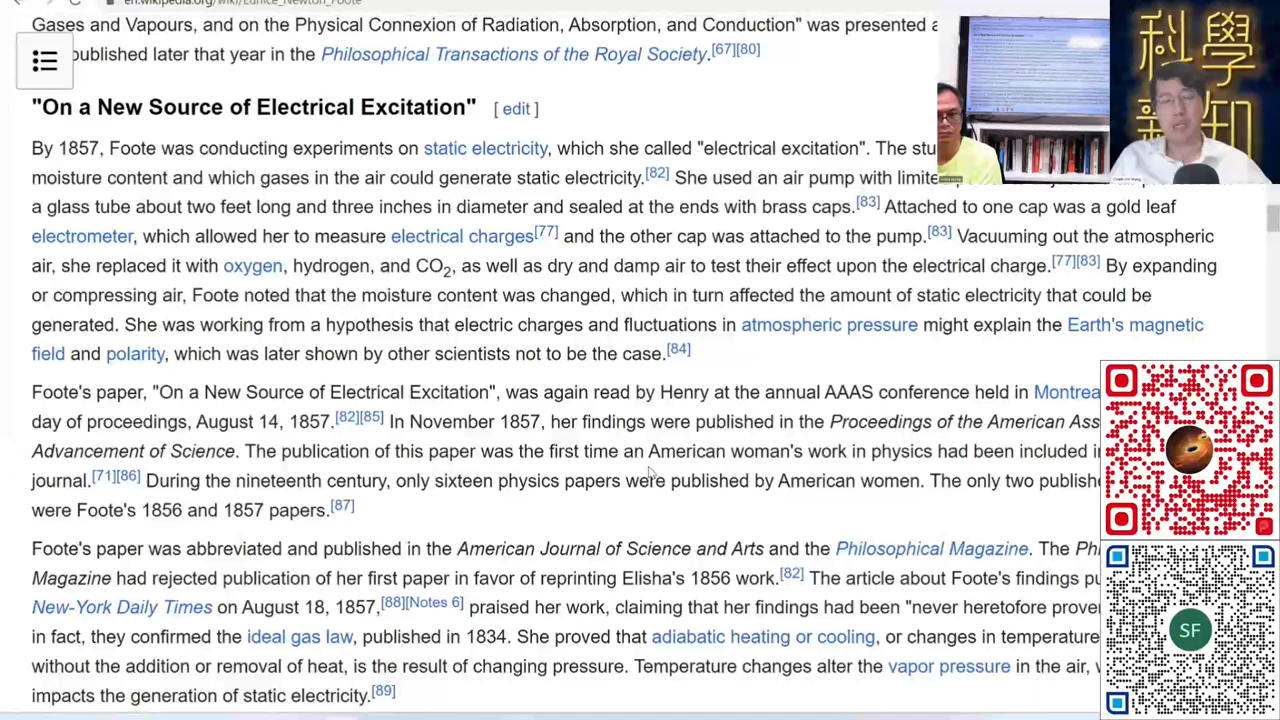 en.wikipedia.org/wiki/Eunice_Newton_Foote
Gases and Vapours, and on the Physical Connexion of Radiation, Absorption, and Conduction" was presented a
later that year
Philosophical Transactions of the Royal Society.[67][80]
科學
新知
"On a New Source of Electrical Excitation" [ edit
By 1857, Foote was conducting experiments on static electricity, which she called "electrical excitation". The stu
moisture content and which gases in the air could generate static electricity.[82] She used an air pump with limite
a glass tube about two feet long and three inches in diameter and sealed at the ends with brass caps.[83] Attached to one cap was a gold leaf
electrometer, which allowed her to measure electrical charges[77] and the other cap was attached to the pump.[83] Vacuuming out the atmospheric
air, she replaced it with oxygen, hydrogen, and CO2, as well as dry and damp air to test their effect upon the electrical charge.[77][83] By expanding
or compressing air, Foote noted that the moisture content was changed, which in turn affected the amount of static electricity that could be
generated. She was working from a hypothesis that electric charges and fluctuations in atmospheric pressure might explain the Earth's magnetic
field and polarity, which was later shown by other scientists not to be the case.[84]
Foote's paper, "On a New Source of Electrical Excitation" was again read by Henry at the annual AAAS conference held in Montrea
day of proceedings, August 14, 1857.[82][85] In November 1857, her findings were published in the Proceedings of the American Ass
Advancement of Science. The publication of this paper was the first time an American woman's work in physics had been included i
journal.[71][86] During the nineteenth century, only sixteen physics papers were published by American women. The only two publishe
were Foote's 1856 and 1857 papers.[87]
Foote's paper was abbreviated and published in the American Journal of Science and Arts and the Philosophical Magazine. The Ph
Magazine had rejected publication of her first paper in favor of reprinting Elisha's 1856 work.[82] The article about Foote's findings pu
New-York Daily Times on August 18, 1857,[88][Notes 6] praised her work, claiming that her findings had been "never heretofore prove
in fact, they confirmed the ideal gas law, published in 1834. She proved that adiabatic heating or cooling, or changes in temperature
without the addition or removal of heat, is the result of changing pressure. Temperature changes alter the vapor pressure in the air, w
impacts the generation of static electricity.[89]
SF